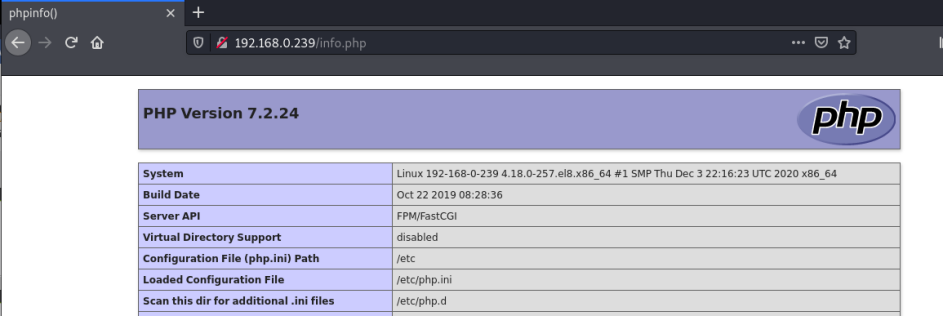 phpinfo()
192.168.0.239/info.php
PHP Version 7.2.24
php
System Linux 192-168-0-239 4.18.0-257.el8.x86_64 #1 SMP Thu Dec 3 22:16:23 UTC 2020 x86_64
Build Date Oct 22 2019 08:28:36
Server API FPM/FastCGI
Virtual Directory Support disabled
Configuration File (php.ini) Path /etc
Loaded Configuration File /etc/php.ini
Scan this dir for additional .ini files /etc/php.d